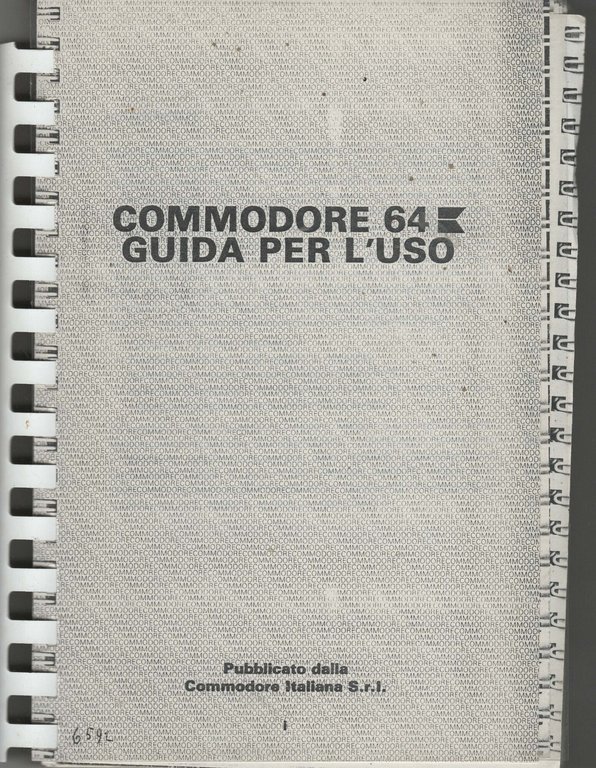 COMMODORE 64
GUIDA PER L'USO
Pubblicato dalla
Commodore Italiana S.r.l.